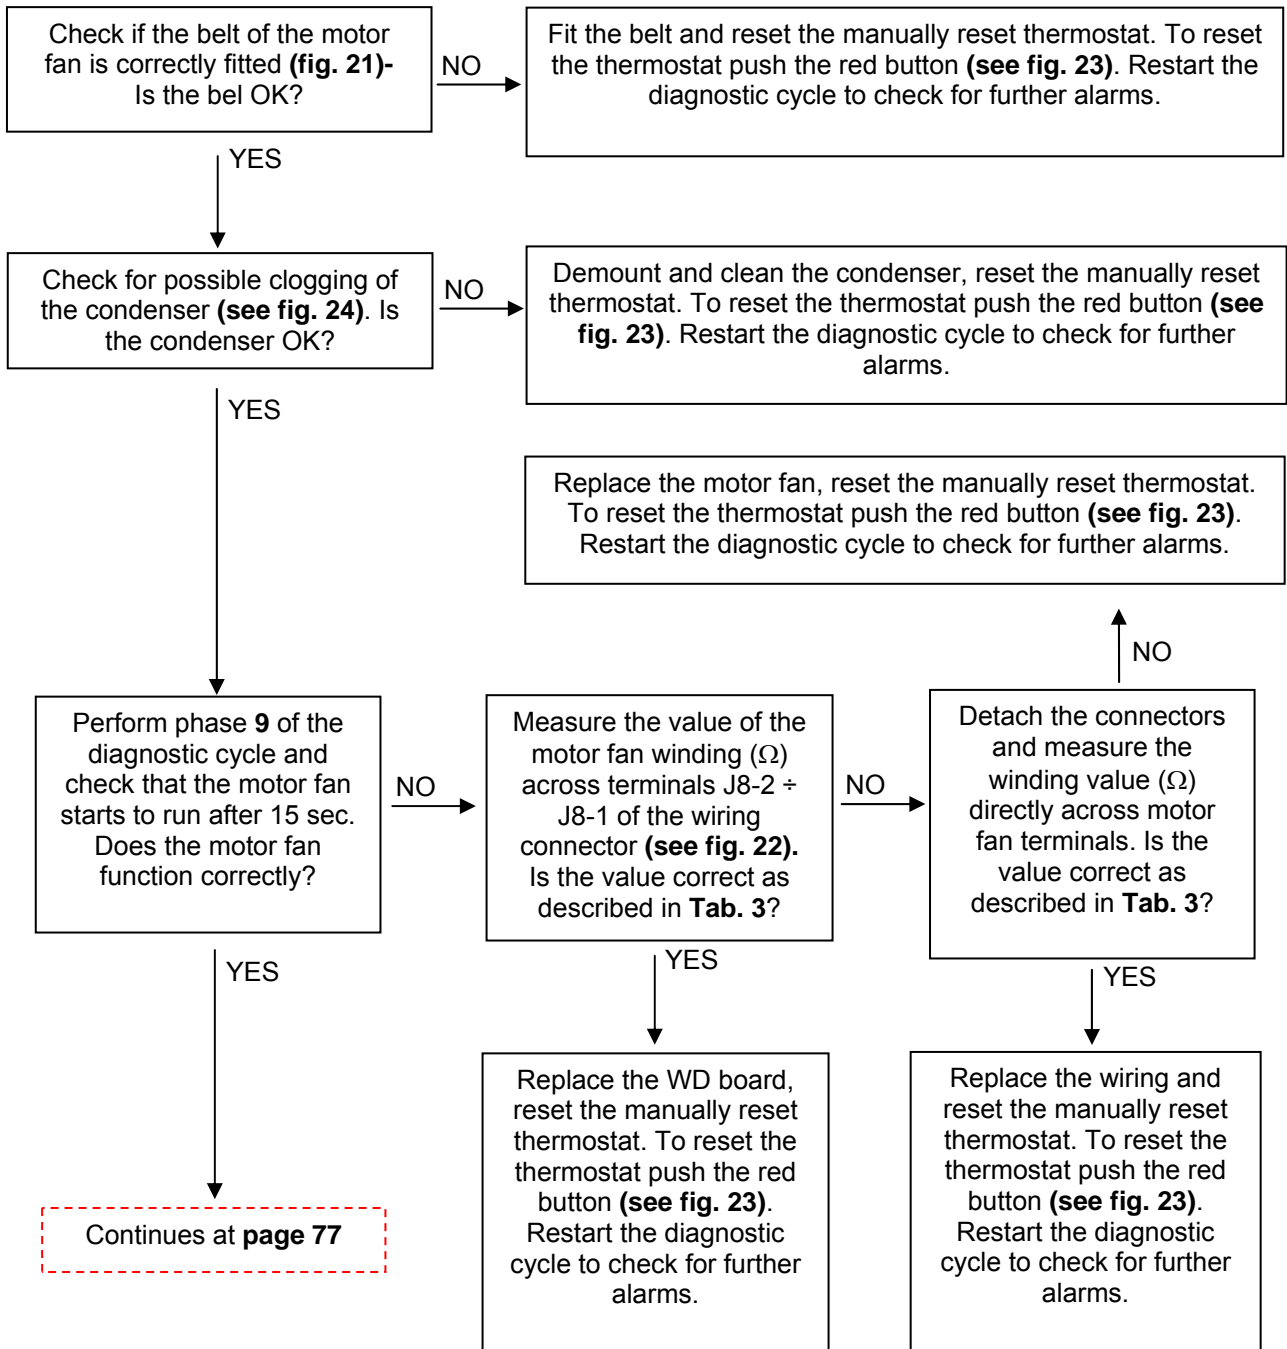 Check if the belt of the motor
fan is correctly fitted (fig. 21)-
Is the bel OK?
NO
Fit the belt and reset the manually reset thermostat. To reset
the thermostat push the red button (see fig. 23). Restart the
diagnostic cycle to check for further alarms.
YES
Check for possible clogging of
the condenser (see fig. 24). Is
the condenser OK?
NO
Demount and clean the condenser, reset the manually reset
thermostat. To reset the thermostat push the red button (see
fig. 23). Restart the diagnostic cycle to check for further
alarms.
YES
Replace the motor fan, reset the manually reset thermostat.
To reset the thermostat push the red button (see fig. 23).
Restart the diagnostic cycle to check for further alarms.
NO
Perform phase 9 of the
diagnostic cycle and
check that the motor fan
starts to run after 15 sec.
Does the motor fan
function correctly?
NO
Measure the value of the
motor fan winding (Ω)
across terminals J8-2 ÷
J8-1 of the wiring
connector (see fig. 22).
Is the value correct as
described in Tab. 3?
NO
Detach the connectors
and measure the
winding value (Ω)
directly across motor
fan terminals. Is the
value correct as
described in Tab. 3?
YES
YES
YES
Continues at page 77
Replace the WD board,
reset the manually reset
thermostat. To reset the
thermostat push the red
button (see fig. 23).
Restart the diagnostic
cycle to check for further
alarms.
Replace the wiring and
reset the manually reset
thermostat. To reset the
thermostat push the red
button (see fig. 23).
Restart the diagnostic
cycle to check for further
alarms.